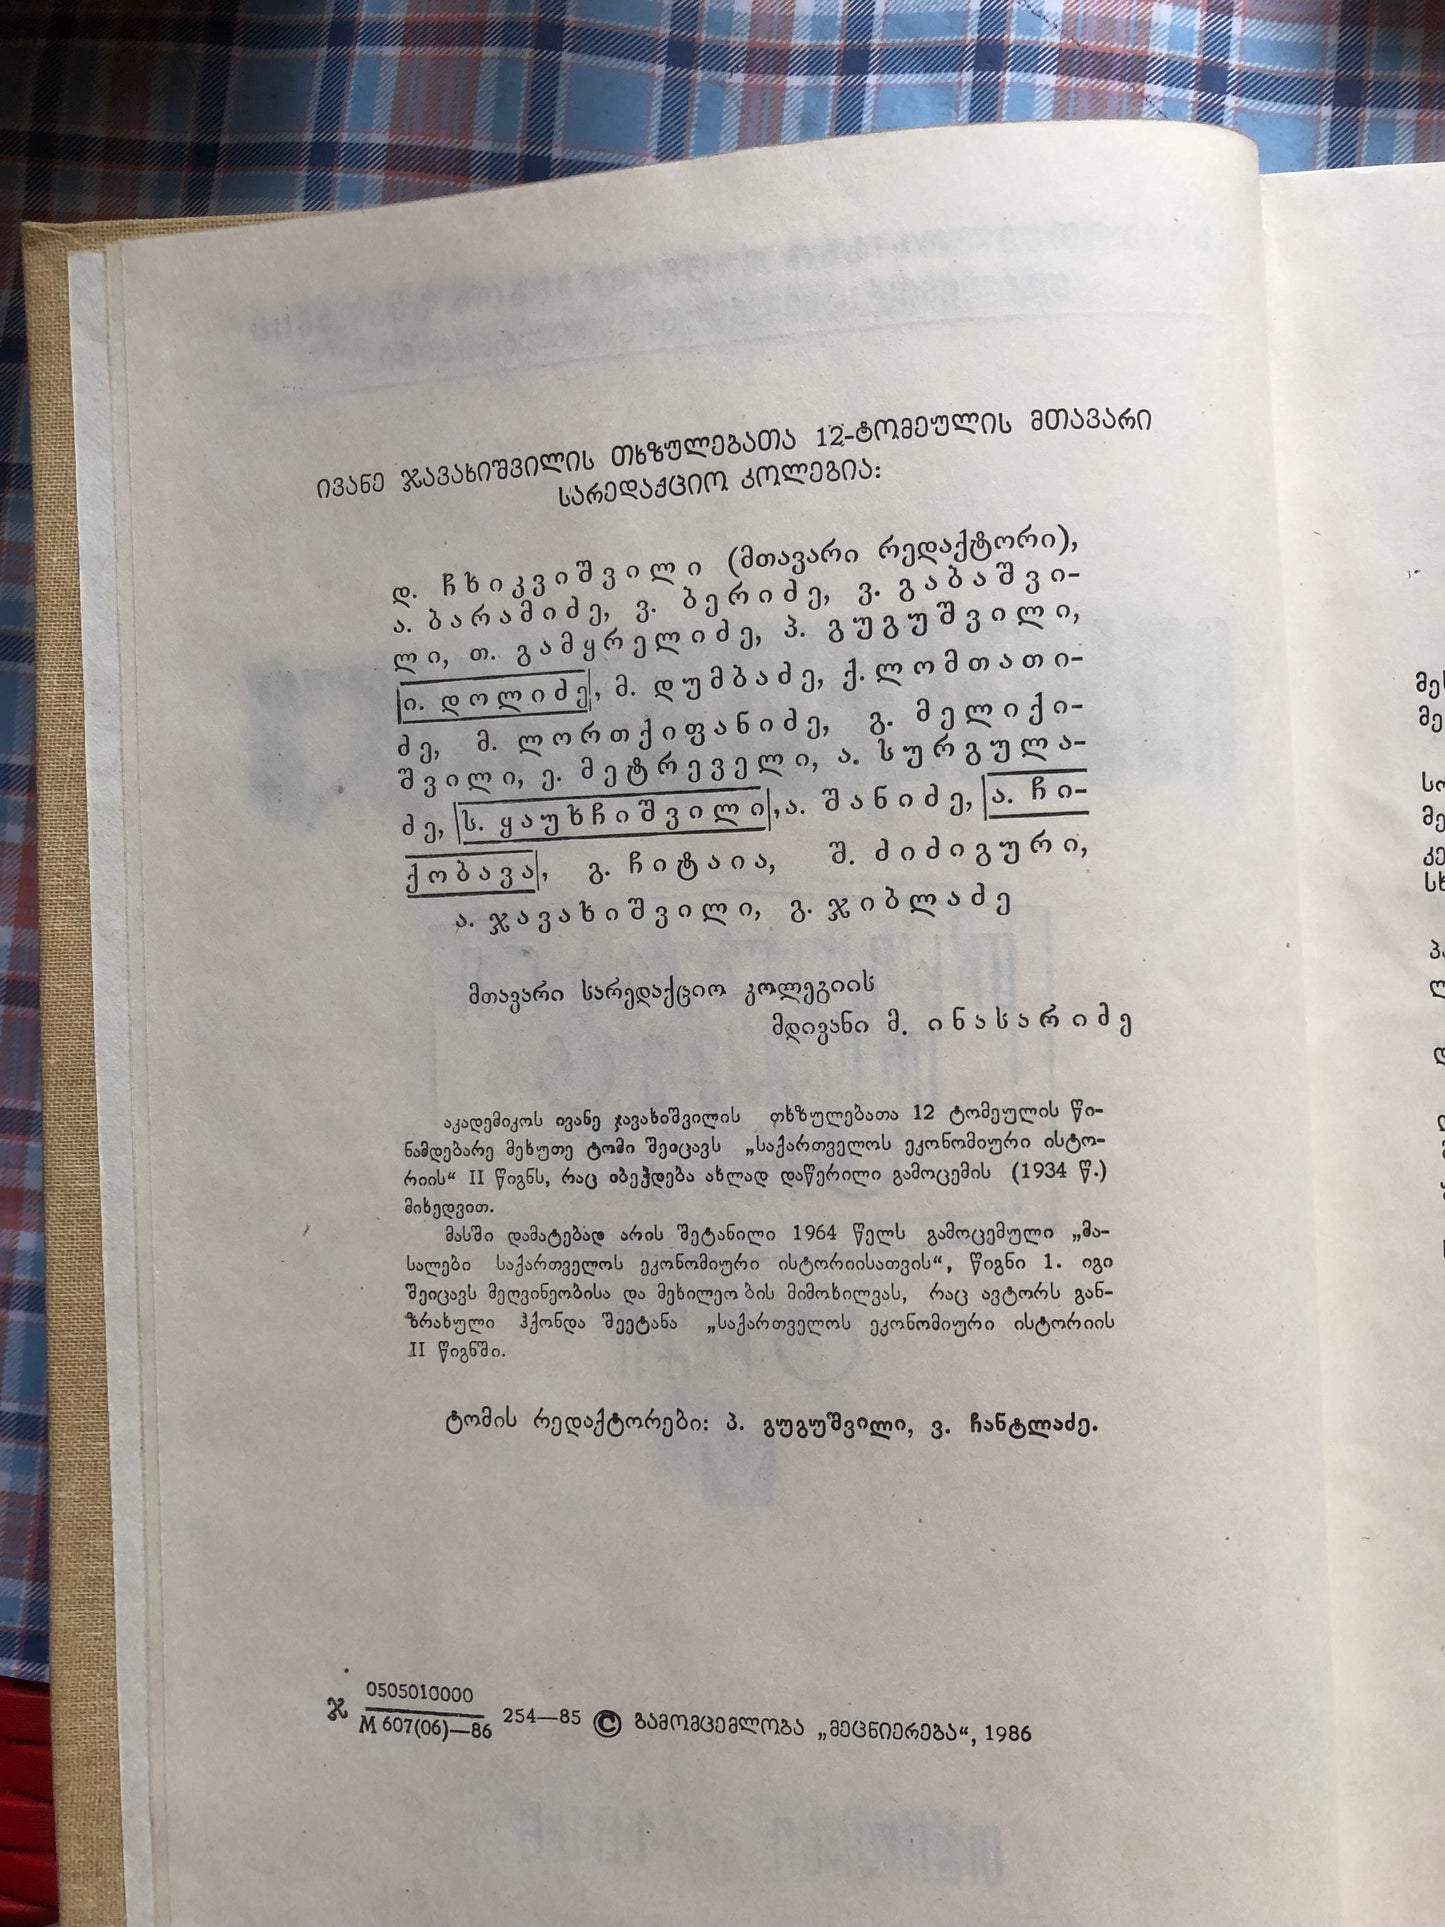 ივანე ჯავახიშვილის თხზულებათა 12-ტომეულის მთავარი
სარედაქციო კოლეგია:
დ. ჩხიკვიშვილი (მთავარი რედაქტორი),
ა. ბარამიძე, ვ. ბერიძე, ვ. გაბაშვი-
ლი, თ. გამყრელიძე, პ. გუგუშვილი,
ი. დოლიძე, მ. დუმბაძე, ქ. ლომთათი-
ძე, მ. ლორთქიფანიძე, გ. მელიქი-
შვილი, ე. მეტრეველი, ა. სურგულა-
ძე, ს. ყაუხჩიშვილი, ა. შანიძე, ა. ჩი-
ქობავა, გ. ჩიტაია, შ. ძიძიგური,
ა. ჯავახიშვილი, გ. ჯიბლაძე
მთავარი სარედაქციო კოლეგიის
მდივანი მ. ინასარიძე
აკადემიკოს ივანე ჯავახიშვილის თხზულებათა 12 ტომეულის წი-
ნამდებარე მეხუთე ტომი შეიცავს „საქართველოს ეკონომიური ისტო-
რიის“ II წიგნს, რაც იბეჭდება ახლად დაწერილი გამოცემის (1934 წ.)
მიხედვით.
მასში დამატებად არის შეტანილი 1964 წელს გამოცემული „მა-
სალები საქართველოს ეკონომიური ისტორიისათვის“, წიგნი 1. იგი
შეიცავს მეღვინეობისა და მეხილეობის მიმოხილვას, რაც ავტორს გან-
ზრახული ჰქონდა შეეტანა „საქართველოს ეკონომიური ისტორიის
II წიგნში.
ტომის რედაქტორები: პ. გუგუშვილი, ვ. ჩანტლაძე.
ჯ 0505010000
M 607(06)—86 254—85 © გამომცემლობა „მეცნიერება“, 1986